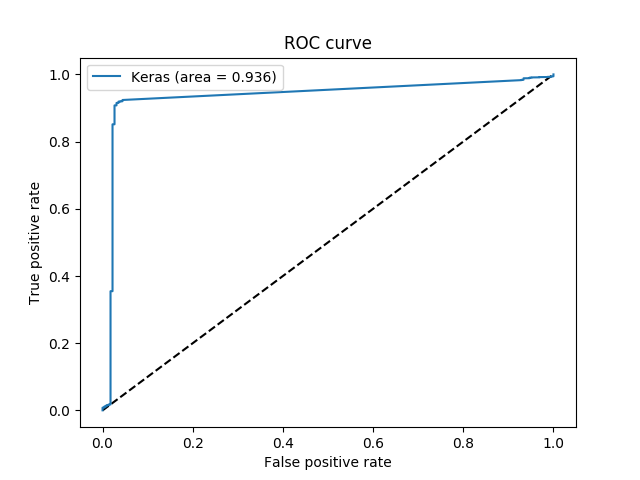 ROC curve
Keras (area = 0.936)
True positive rate
1.0
0.8
0.6
0.4
0.2
0.0
0.0 0.2 0.4 0.6 0.8 1.0
False positive rate